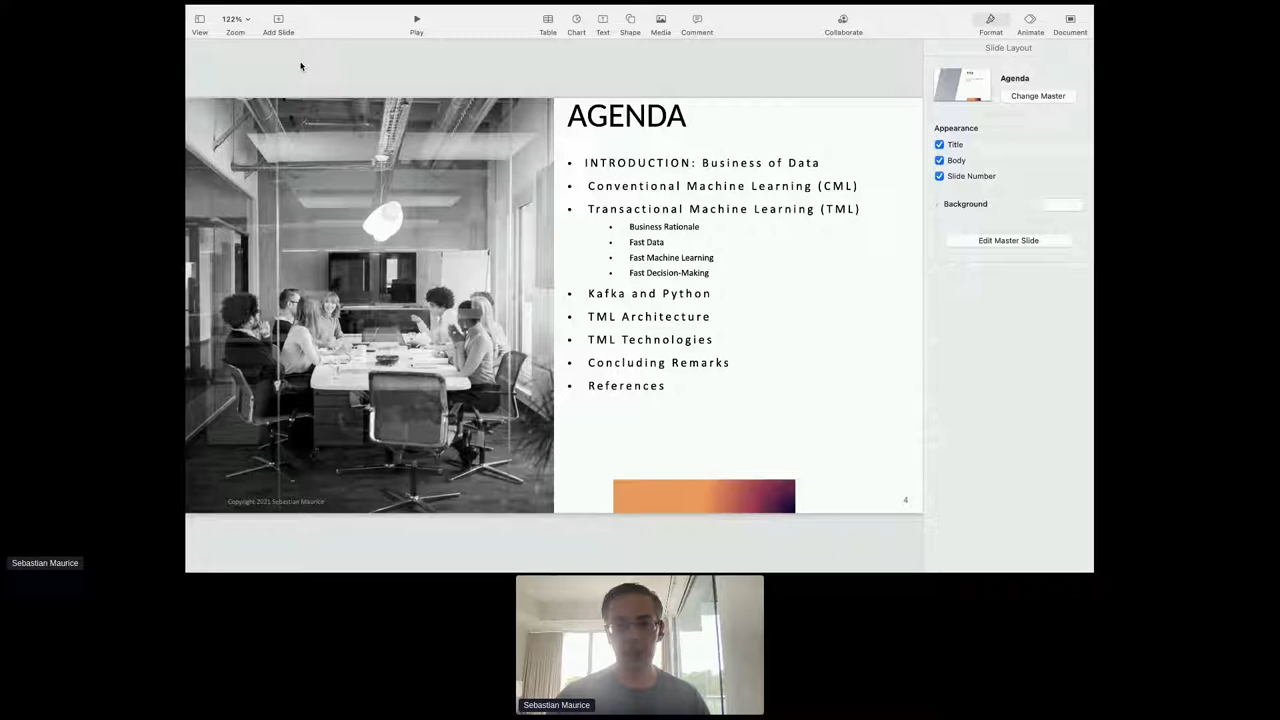 View
122%
Zoom
Add Slide
Play
Table
Chart
Text
Shape
Media
Comment
Collaborate
Format
Animate
Document
Slide Layout
Agenda
Change Master
Appearance
Title
Body
Slide Number
Background
Edit Master Slide
AGENDA
• INTRODUCTION: Business of Data
• Conventional Machine Learning (CML)
• Transactional Machine Learning (TML)
• Business Rationale
• Fast Data
• Fast Machine Learning
• Fast Decision-Making
• Kafka and Python
• TML Architecture
• TML Technologies
• Concluding Remarks
• References
Copyright 2021 Sebastian Maurice
4
Sebastian Maurice
Sebastian Maurice